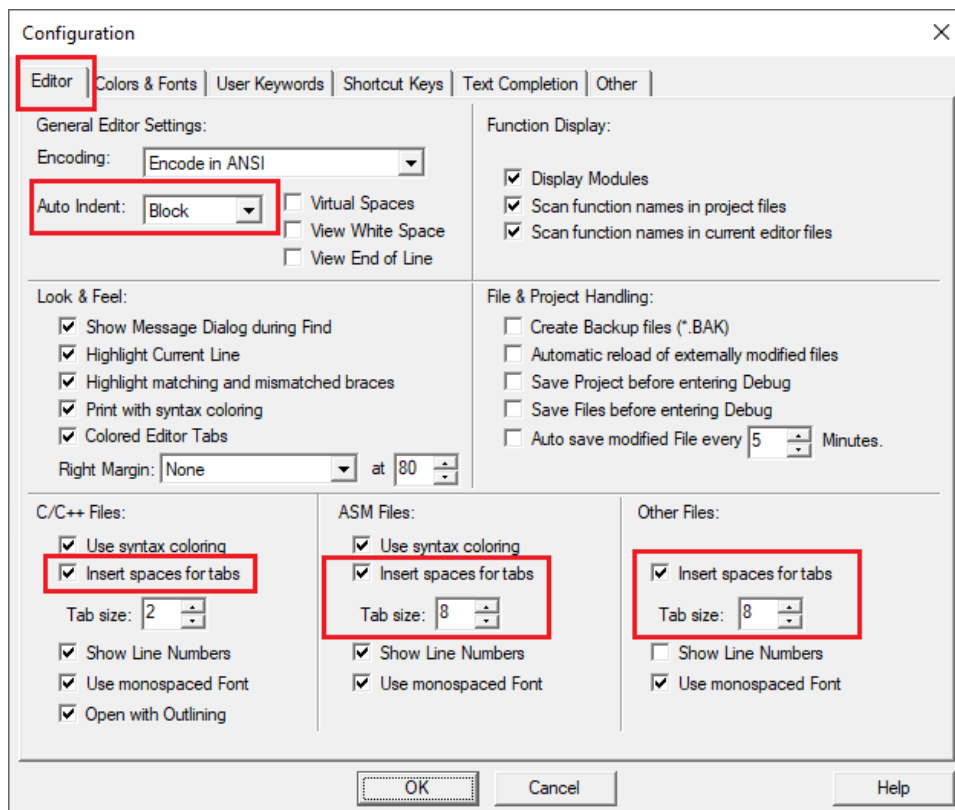 Configuration
Editor
Colors & Fonts
User Keywords
Shortcut Keys
Text Completion
Other
General Editor Settings:
Encoding: Encode in ANSI
Auto Indent: Block
Virtual Spaces
View White Space
View End of Line
Function Display:
Display Modules
Scan function names in project files
Scan function names in current editor files
Look & Feel:
Show Message Dialog during Find
Highlight Current Line
Highlight matching and mismatched braces
Print with syntax coloring
Colored Editor Tabs
Right Margin: None at 80
File & Project Handling:
Create Backup files (*.BAK)
Automatic reload of externally modified files
Save Project before entering Debug
Save Files before entering Debug
Auto save modified File every 5 Minutes.
C/C++ Files:
Use syntax coloring
Insert spaces for tabs
Tab size: 2
Show Line Numbers
Use monospaced Font
Open with Outlining
ASM Files:
Use syntax coloring
Insert spaces for tabs
Tab size: 8
Show Line Numbers
Use monospaced Font
Other Files:
Insert spaces for tabs
Tab size: 8
Show Line Numbers
Use monospaced Font
OK
Cancel
Help